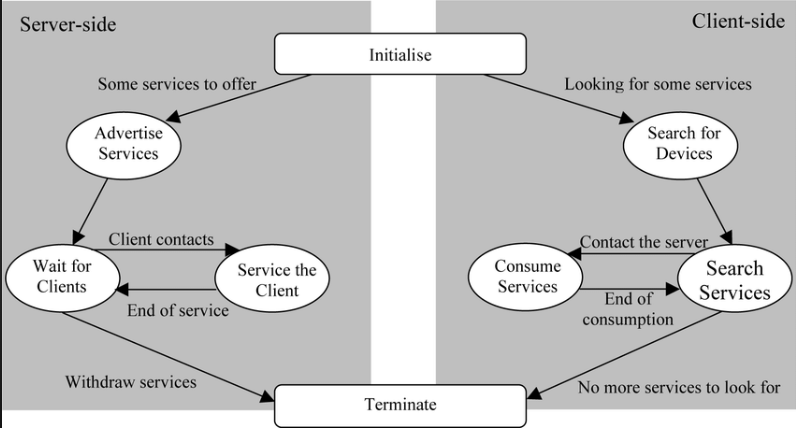 Server-side
Client-side
Initialise
Some services to offer
Looking for some services
Advertise
Services
Search for
Devices
Client contacts
Contact the server
Wait for
Clients
Service the
Client
Consume
Services
Search
Services
End of service
End of
consumption
Withdraw services
No more services to look for
Terminate